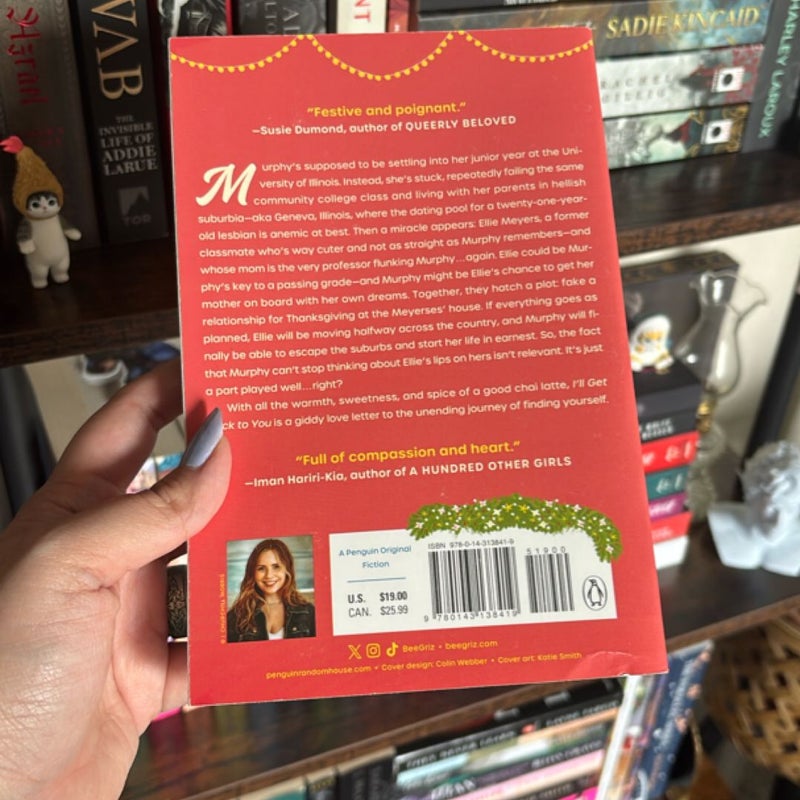 VAB
THE
INVISIBLE
LIFE OF
ADDIE
LARUE
TOR
SADIE KINCAID
HARLEY LAROUX
“Festive and poignant.”
—Susie Dumond, author of QUEERLY BELOVED
Murphy's supposed to be settling into her junior year at the Uni-
versity of Illinois. Instead, she's stuck, repeatedly failing the same
community college class and living with her parents in hellish
suburbia—aka Geneva, Illinois, where the dating pool for a twenty-one-year-
old lesbian is anemic at best. Then a miracle appears: Ellie Meyers, a former
classmate who's way cuter and not as straight as Murphy remembers—and
whose mom is the very professor flunking Murphy...again. Ellie could be Mur-
phy's key to a passing grade—and Murphy might be Ellie's chance to get her
mother on board with her own dreams. Together, they hatch a plot: fake a
relationship for Thanksgiving at the Meyerses' house. If everything goes as
planned, Ellie will be moving halfway across the country, and Murphy will fi-
nally be able to escape the suburbs and start her life in earnest. So, the fact
that Murphy can't stop thinking about Ellie's lips on hers isn't relevant. It's just
a part played well...right?
With all the warmth, sweetness, and spice of a good chai latte, I'll Get
ck to You is a giddy love letter to the unending journey of finding yourself.
“Full of compassion and heart.”
—Iman Hariri-Kia, author of A HUNDRED OTHER GIRLS
A Penguin Original
Fiction
U.S. $19.00
CAN. $25.99
ISBN 978-0-14-313841-9
51900
9 780143 138419
X BeeGriz • beegriz.com
penguinrandomhouse.com • Cover design: Colin Webber • Cover art: Katie Smith